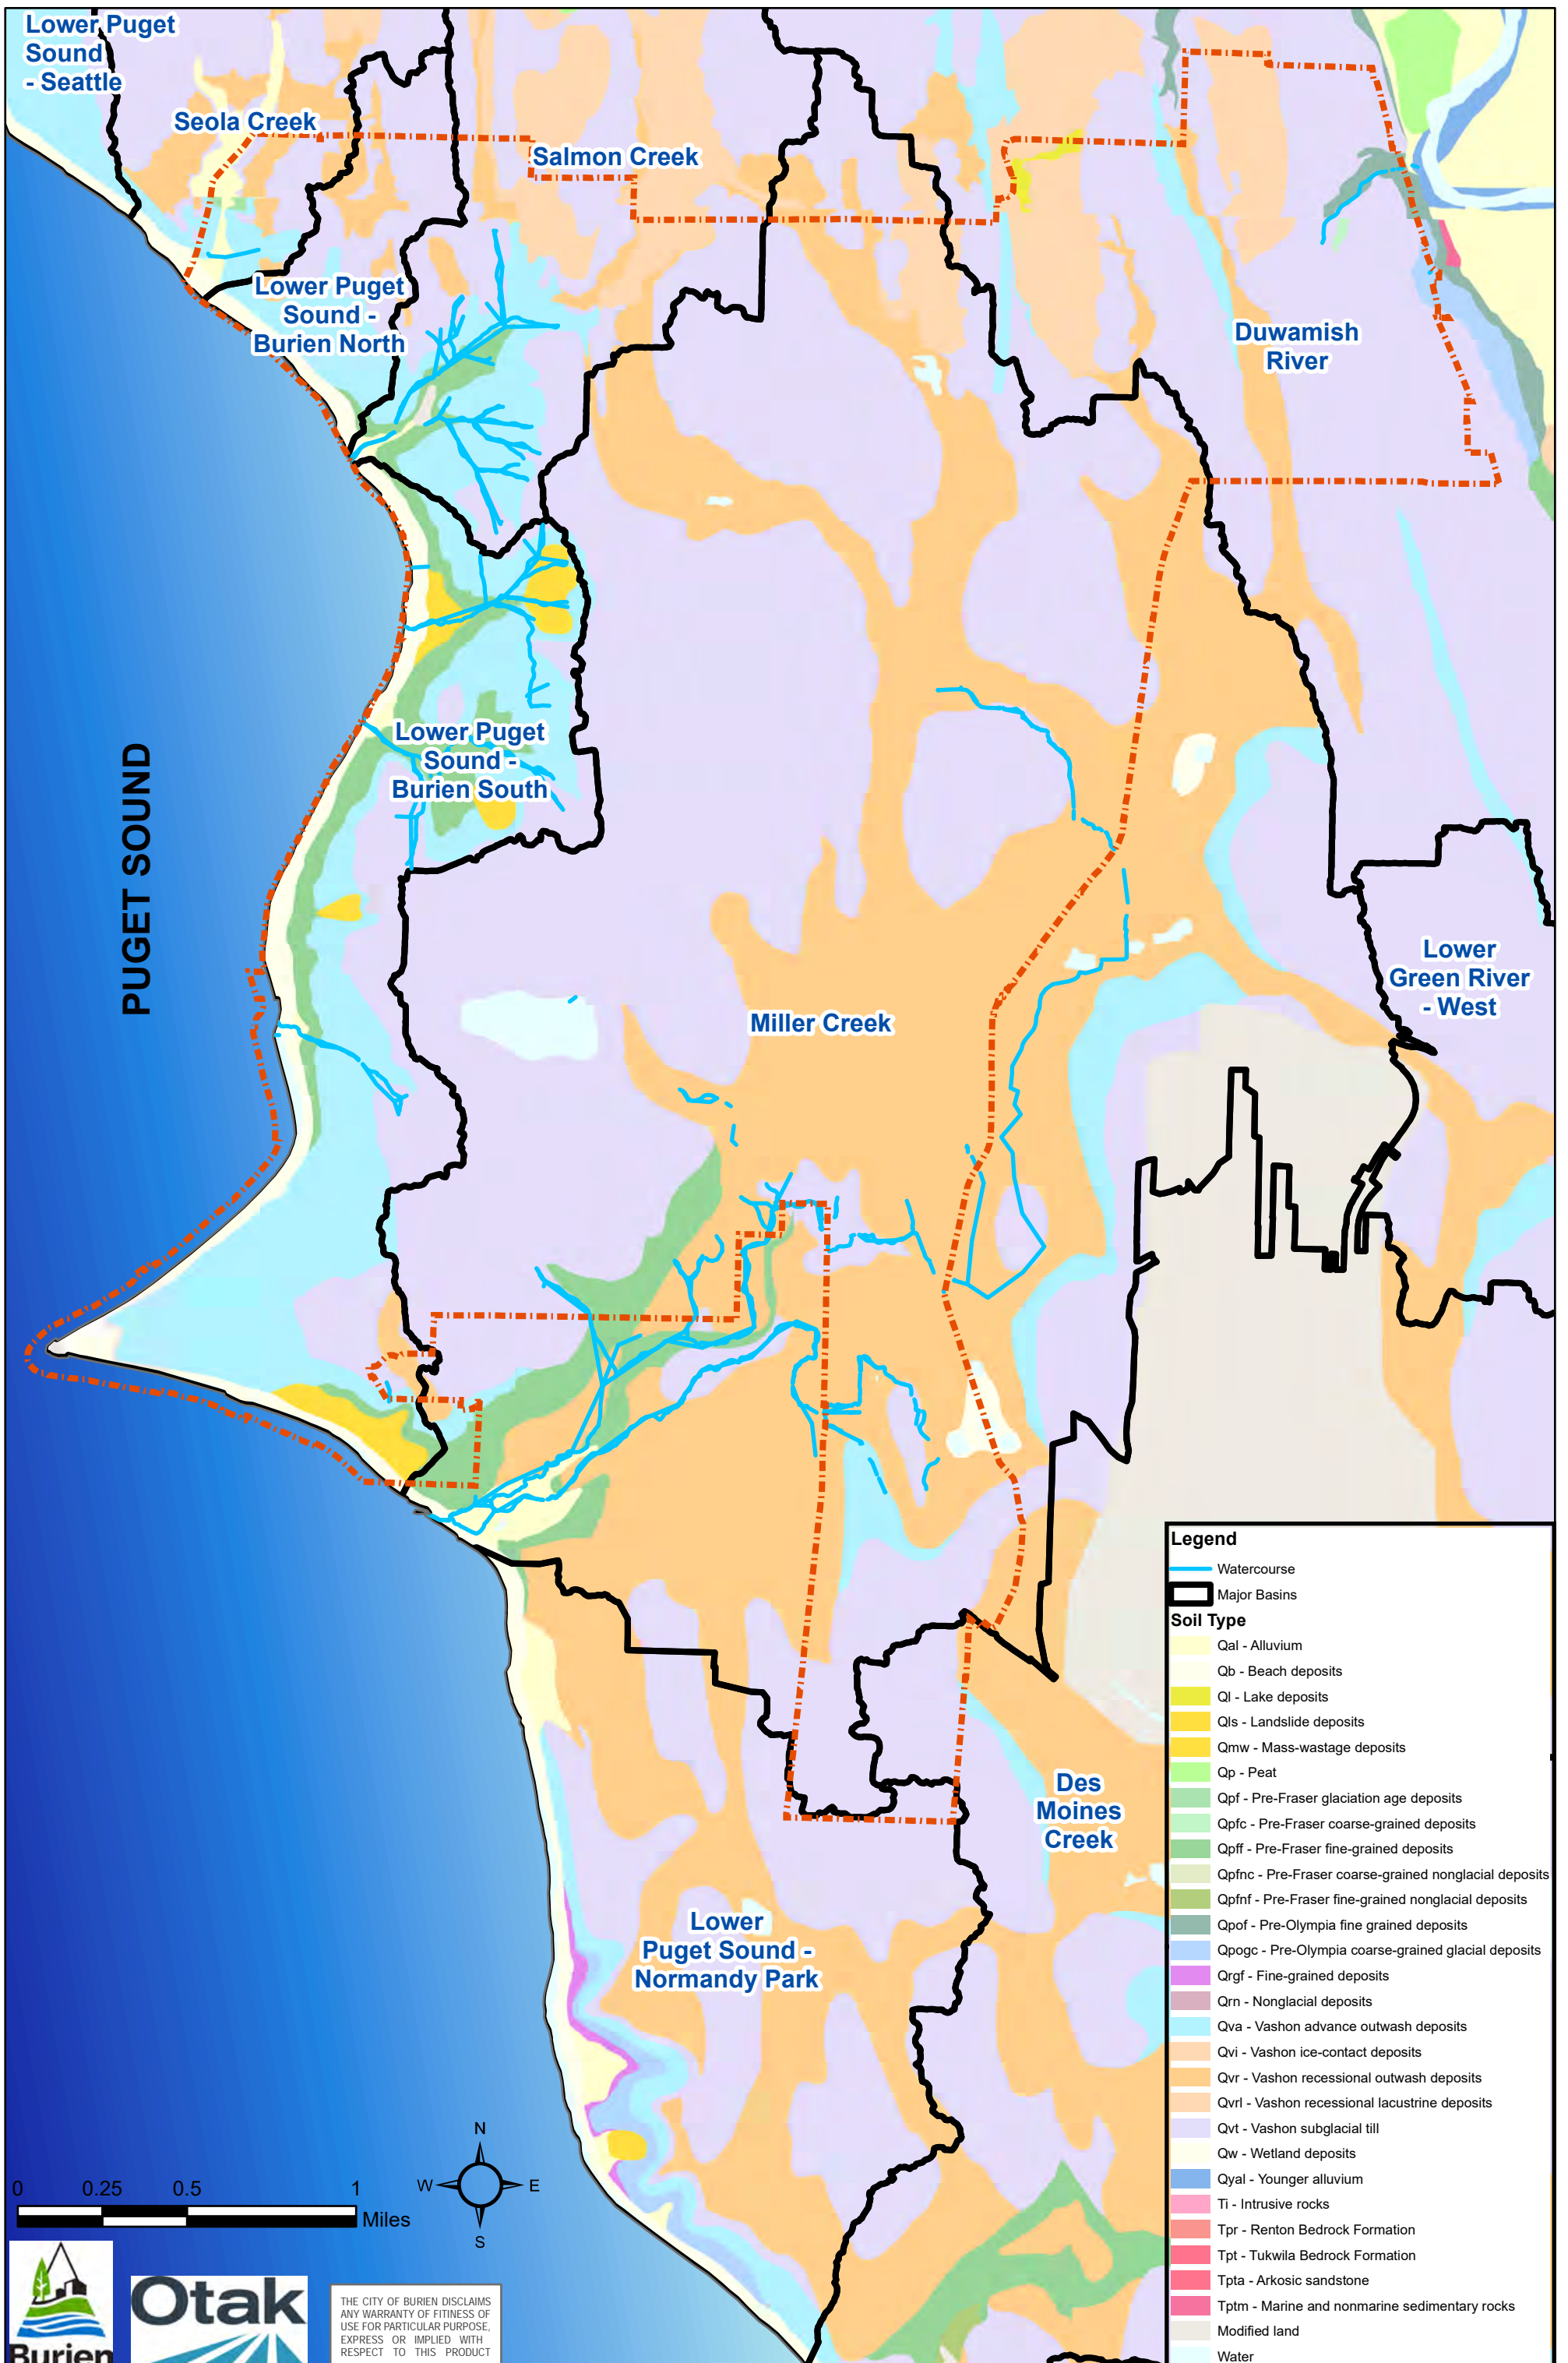 Lower Puget
Sound
- Seattle
Seola Creek
Salmon Creek
Lower Puget
Sound -
Burien North
Duwamish
River
Lower Puget
Sound -
Burien South
PUGET SOUND
Lower
Green River
- West
Miller Creek
Des
Moines
Creek
Lower
Puget Sound -
Normandy Park
Legend
Watercourse
Major Basins
Soil Type
Qal - Alluvium
Qb - Beach deposits
Ql - Lake deposits
Qls - Landslide deposits
Qmw - Mass-wastage deposits
Qp - Peat
Qpf - Pre-Fraser glaciation age deposits
Qpfc - Pre-Fraser coarse-grained deposits
Qpff - Pre-Fraser fine-grained deposits
Qpfnc - Pre-Fraser coarse-grained nonglacial deposits
Qpfnf - Pre-Fraser fine-grained nonglacial deposits
Qpof - Pre-Olympia fine grained deposits
Qpogc - Pre-Olympia coarse-grained glacial deposits
Qrgf - Fine-grained deposits
Qrn - Nonglacial deposits
Qva - Vashon advance outwash deposits
Qvi - Vashon ice-contact deposits
Qvr - Vashon recessional outwash deposits
Qvrl - Vashon recessional lacustrine deposits
Qvt - Vashon subglacial till
Qw - Wetland deposits
Qyal - Younger alluvium
Ti - Intrusive rocks
Tpr - Renton Bedrock Formation
Tpt - Tukwila Bedrock Formation
Tpta - Arkosic sandstone
Tptm - Marine and nonmarine sedimentary rocks
Modified land
Water
N
W E
S
0 0.25 0.5 1
Miles
Burien
Otak
THE CITY OF BURIEN DISCLAIMS
ANY WARRANTY OF FITINESS OF
USE FOR PARTICULAR PURPOSE,
EXPRESS OR IMPLIED WITH
RESPECT TO THIS PRODUCT